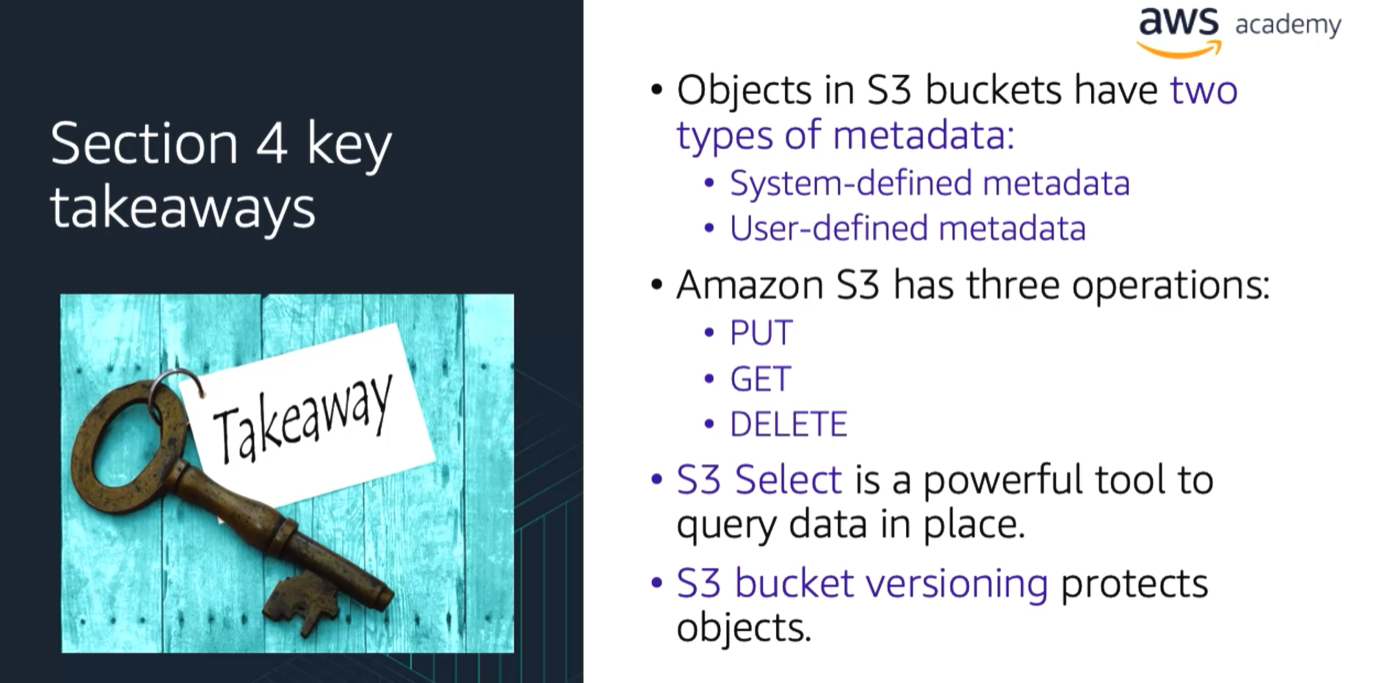 aws academy
Section 4 key
takeaways
Takeaway
• Objects in S3 buckets have two
types of metadata:
• System-defined metadata
• User-defined metadata
• Amazon S3 has three operations:
• PUT
• GET
• DELETE
• S3 Select is a powerful tool to
query data in place.
• S3 bucket versioning protects
objects.